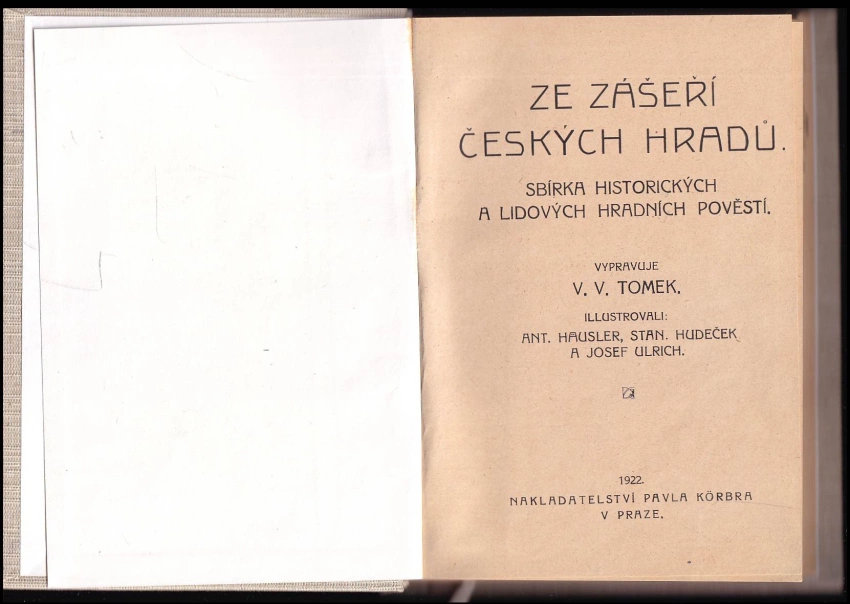 ZE ZÁŠEŘÍ
ČESKÝCH HRADŮ.
SBÍRKA HISTORICKÝCH
A LIDOVÝCH HRADNÍCH POVĚSTÍ.
VYPRAVUJE
V. V. TOMEK.
ILLUSTROVALI:
ANT. HÄUSLER, STAN. HUDEČEK
A JOSEF ULRICH.
1922.
NAKLADATELSTVÍ PAVLA KÖRBRA
V PRAZE.